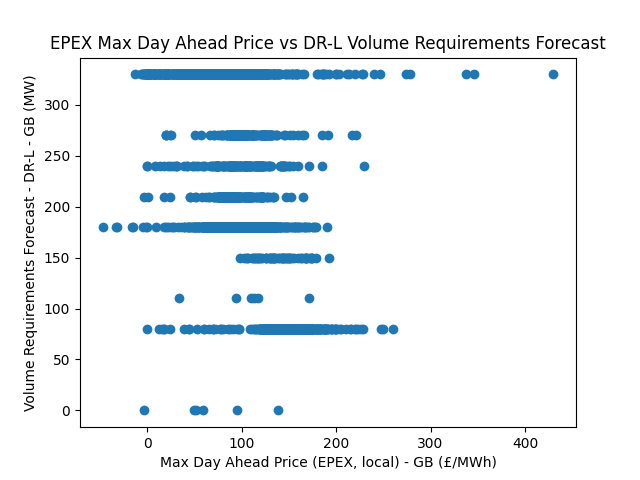 EPEX Max Day Ahead Price vs DR-L Volume Requirements Forecast
Volume Requirements Forecast - DR-L - GB (MW)
300
250
200
150
100
50
0
0 100 200 300 400
Max Day Ahead Price (EPEX, local) - GB (£/MWh)